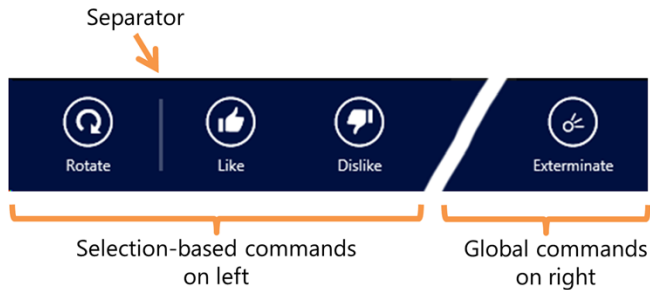 Separator
Rotate
Like
Dislike
Exterminate
Selection-based commands
on left
Global commands
on right